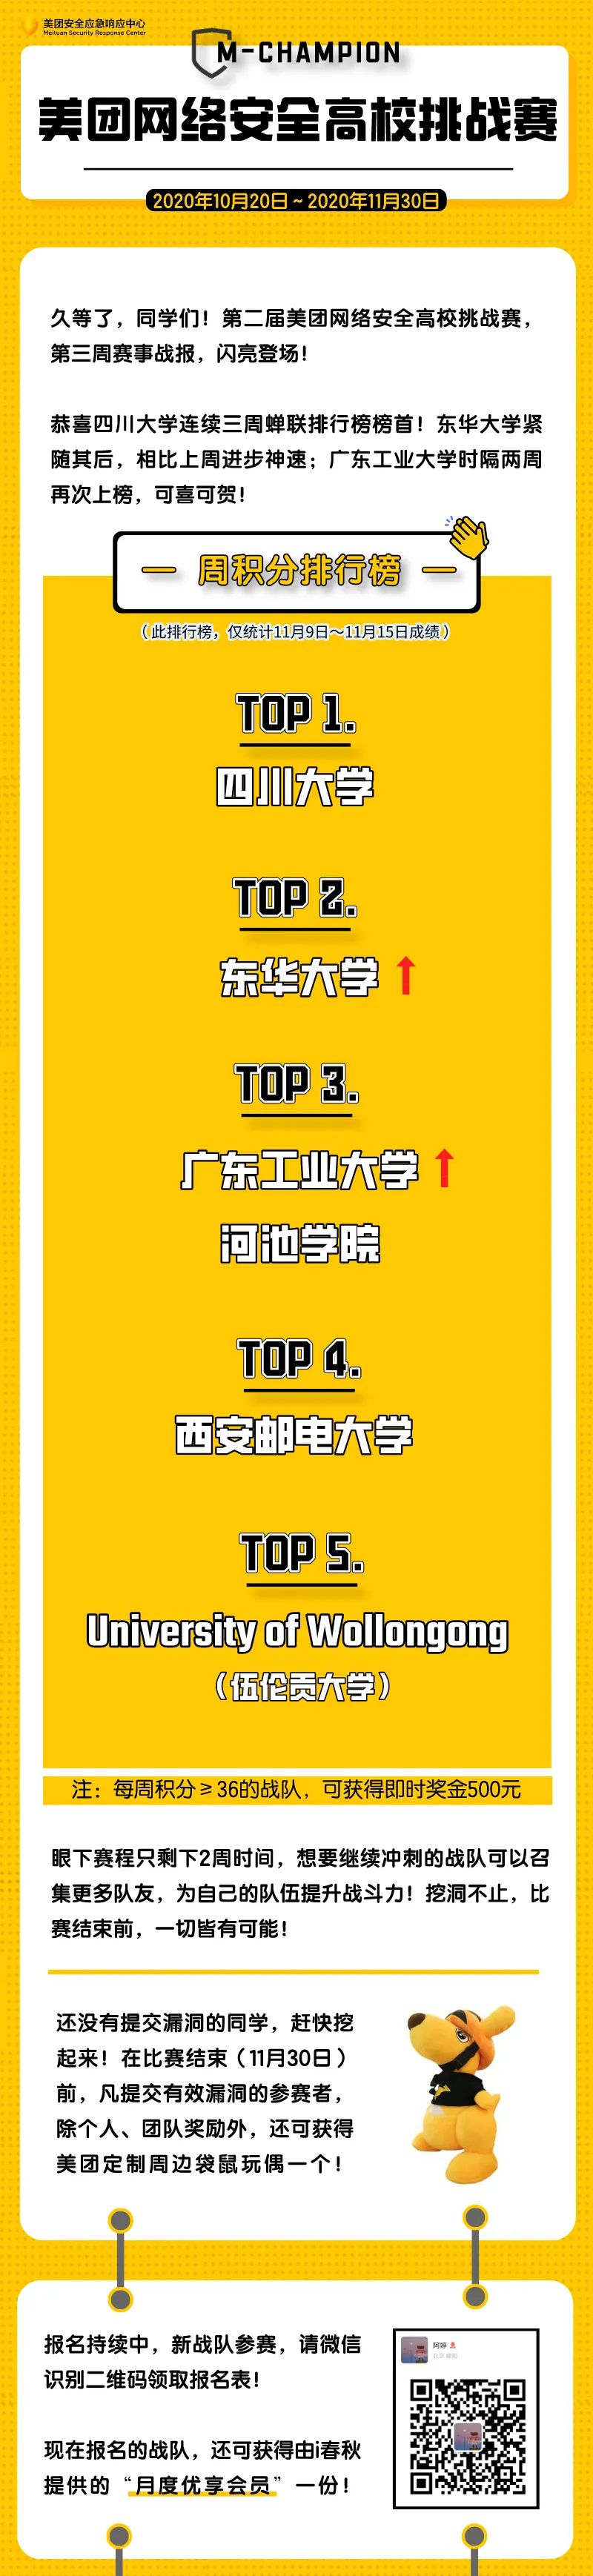 美团安全应急响应中心
Meituan Security Response Center
M-CHAMPION
美团网络安全高校挑战赛
2020年10月20日 ~ 2020年11月30日
久等了，同学们！第二届美团网络安全高校挑战赛，
第三周赛事战报，闪亮登场！
恭喜四川大学连续三周蝉联排行榜榜首！东华大学紧
随其后，相比上周进步神速；广东工业大学时隔两周
再次上榜，可喜可贺！
周积分排行榜
（此排行榜，仅统计11月9日～11月15日成绩）
TOP 1.
四川大学
TOP 2.
东华大学
TOP 3.
广东工业大学
河池学院
TOP 4.
西安邮电大学
TOP 5.
University of Wollongong
（伍伦贡大学）
注：每周积分≥36的战队，可获得即时奖金500元
眼下赛程只剩下2周时间，想要继续冲刺的战队可以召
集更多队友，为自己的队伍提升战斗力！挖洞不止，比
赛结束前，一切皆有可能！
还没有提交漏洞的同学，赶快挖
起来！在比赛结束（11月30日）
前，凡提交有效漏洞的参赛者，
除个人、团队奖励外，还可获得
美团定制周边袋鼠玩偶一个！
报名持续中，新战队参赛，请微信
识别二维码领取报名表！
阿婷
北京 朝阳
现在报名的战队，还可获得由i春秋
提供的“月度优享会员”一份！